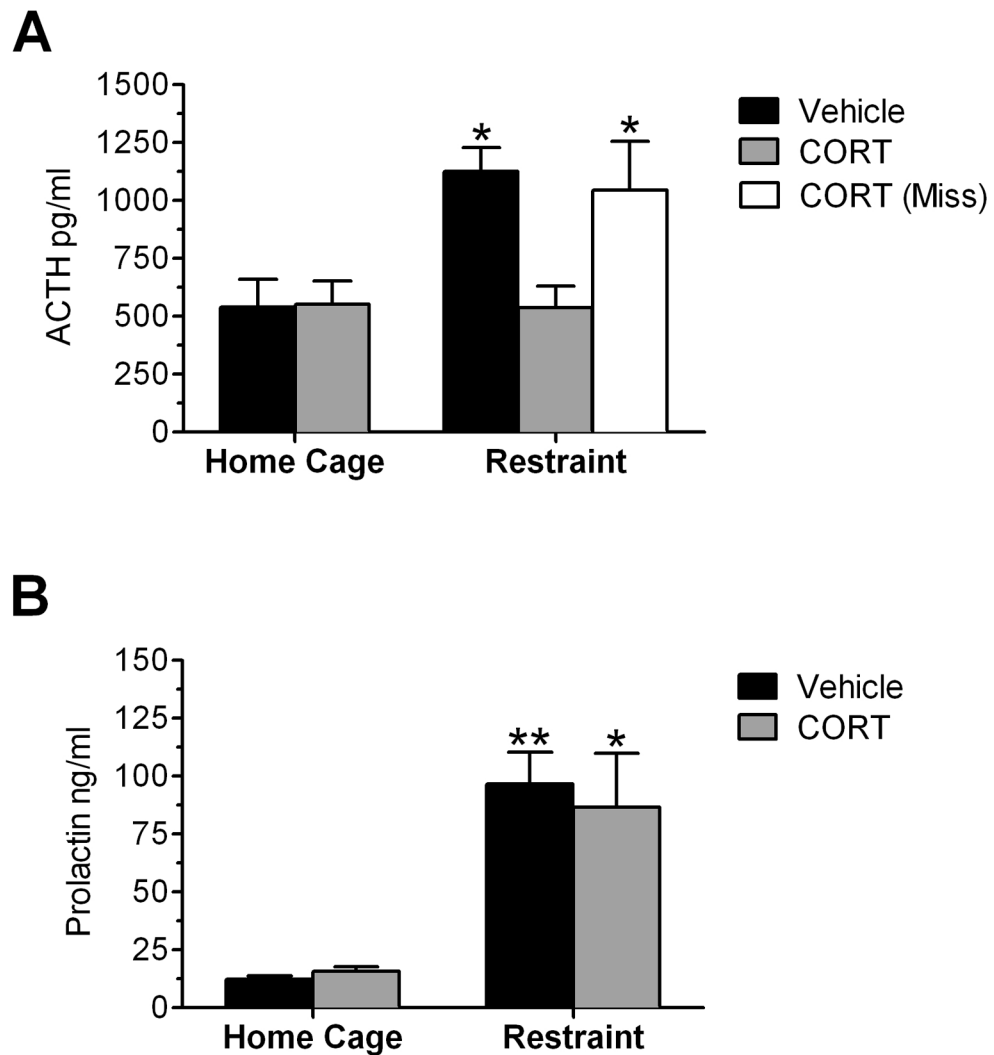 A
1500
1250
1000
750
500
250
0
ACTH pg/ml
* *
Home Cage Restraint
Vehicle
CORT
CORT (Miss)
B
150
125
100
75
50
25
0
Prolactin ng/ml
** *
Home Cage Restraint
Vehicle
CORT